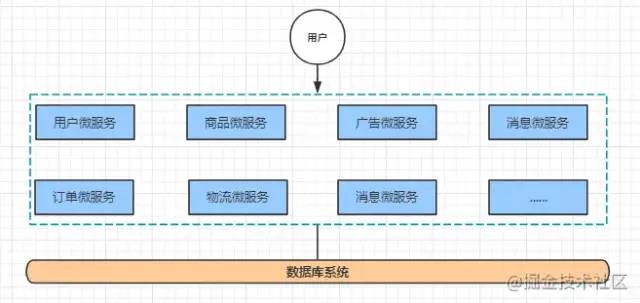 用户
用户微服务
商品微服务
广告微服务
消息微服务
订单微服务
物流微服务
消息微服务
......
数据库系统
@掘金技术社区